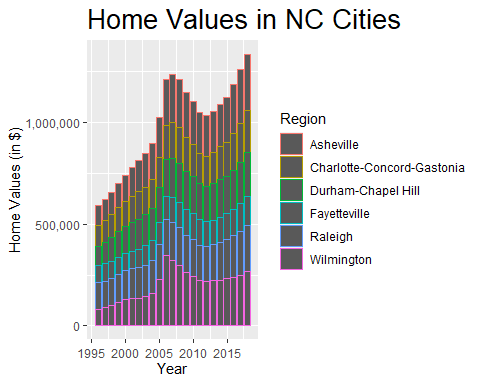 Home Values in NC Cities
Home Values (in $)
1,000,000
500,000
0
1995 2000 2005 2010 2015
Year
Region
Asheville
Charlotte-Concord-Gastonia
Durham-Chapel Hill
Fayetteville
Raleigh
Wilmington